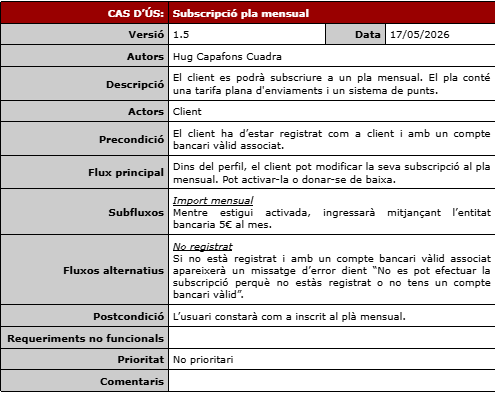 CAS D'ÚS: Subscripció pla mensual
Versió 1.5 Data 17/05/2026
Autors Hug Capafons Cuadra
Descripció El client es podrà subscriure a un pla mensual. El pla conté
una tarifa plana d'enviaments i un sistema de punts.
Actors Client
Precondició El client ha d'estar registrat com a client i amb un compte
bancari vàlid associat.
Flux principal Dins del perfil, el client pot modificar la seva subscripció al pla
mensual. Pot activar-la o donar-se de baixa.
Subfluxos Import mensual
Mentre estigui activada, ingressarà mitjançant l'entitat
bancaria 5€ al mes.
Fluxos alternatius No registrat
Si no està registrat i amb un compte bancari vàlid associat
apareixerà un missatge d'error dient “No es pot efectuar la
subscripció perquè no estàs registrat o no tens un compte
bancari vàlid”.
Postcondició L'usuari constarà com a inscrit al plà mensual.
Requeriments no funcionals
Prioritat No prioritari
Comentaris